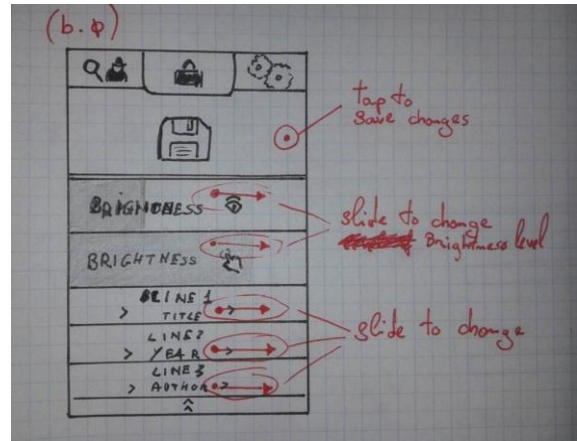 (b.φ)
tap to
save changes
BRIGHTNESS
slide to change
Brightness level
BRIGHTNESS
LINE 1
> TITLE >
slide to change
LINE 2
> YEAR >
LINE 3
> AUTHOR >